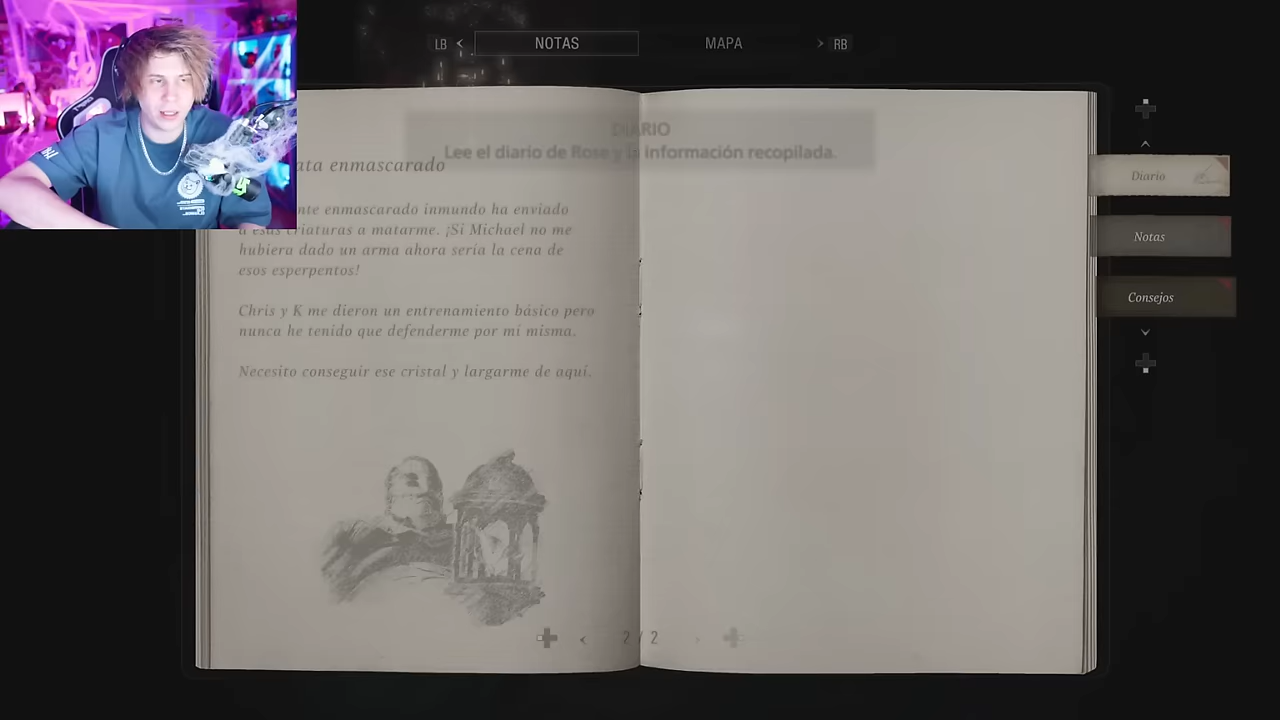 LB
NOTAS
MAPA
RB
DIARIO
Lee el diario de Rose y la información recopilada.
ata enmascarado
nte enmascarado inmundo ha enviado
a esas criaturas a matarme. ¡Si Michael no me
hubiera dado un arma ahora sería la cena de
esos esperpentos!
Chris y K me dieron un entrenamiento básico pero
nunca he tenido que defenderme por mí misma.
Necesito conseguir ese cristal y largarme de aquí.
2 / 2
Diario
Notas
Consejos